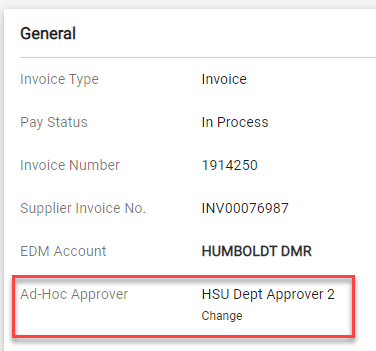 General
Invoice Type Invoice
Pay Status In Process
Invoice Number 1914250
Supplier Invoice No. INV00076987
EDM Account HUMBOLDT DMR
Ad-Hoc Approver HSU Dept Approver 2
Change